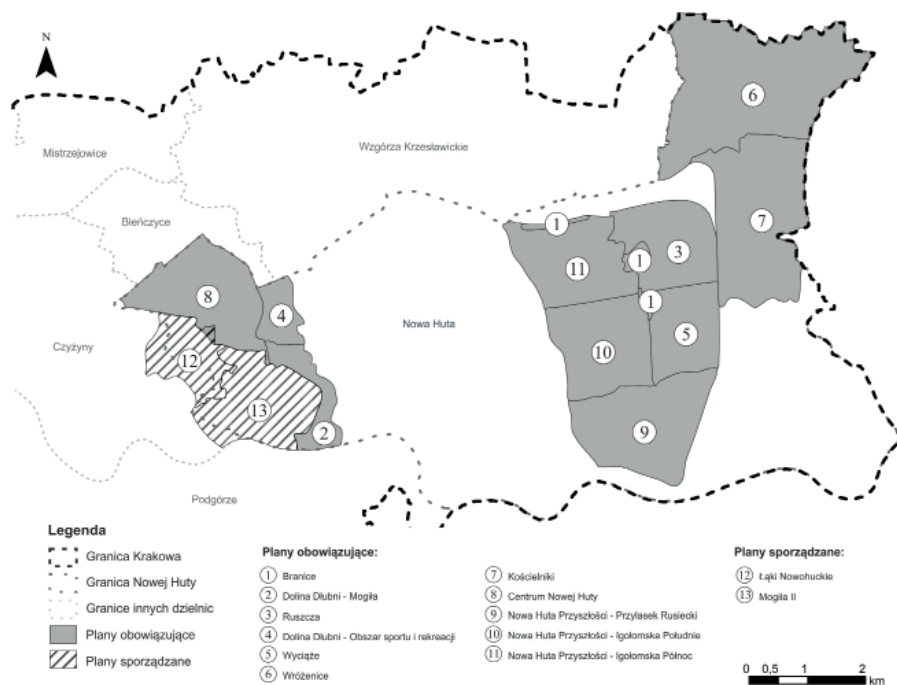 N
6
Mistrzejowice
Wzgórza Krzesławickie
Bieńczyce
7
1
3
1
11
8
4
1
Nowa Huta
5
Czyżyny
12
10
13
2
9
Podgórze
Legenda
Granica Krakowa
Granica Nowej Huty
Granice innych dzielnic
Plany obowiązujące
Plany sporządzane
Plany obowiązujące:
1 Branice
2 Dolina Dłubni - Mogiła
3 Ruszcza
4 Dolina Dłubni - Obszar sportu i rekreacji
5 Wyciąże
6 Wróżenice
7 Kościelniki
8 Centrum Nowej Huty
9 Nowa Huta Przyszłości - Przylasek Rusiecki
10 Nowa Huta Przyszłości - Igołomska Południe
11 Nowa Huta Przyszłości - Igołomska Północ
Plany sporządzane:
12 Łąki Nowohuckie
13 Mogiła II
0 0,5 1 2
km